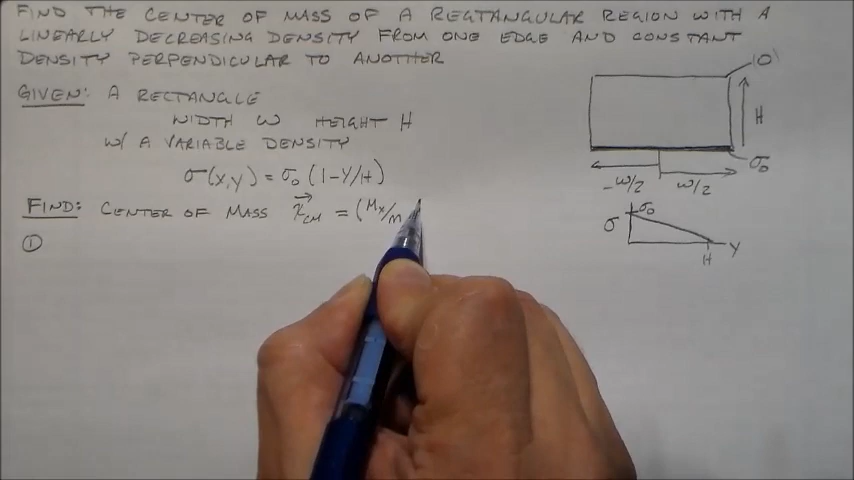 FIND THE CENTER OF MASS OF A RECTANGULAR REGION WITH A
LINEARLY DECREASING DENSITY FROM ONE EDGE AND CONSTANT
DENSITY PERPENDICULAR TO ANOTHER
GIVEN: A RECTANGLE
WIDTH W HEIGHT H
W/ A VARIABLE DENSITY
σ(x,y) = σ₀ (1-Y/H)
FIND: CENTER OF MASS x⃗CM = (Mx/m
①
H
σ₀
-W/2 W/2
σ₀
σ
H Y